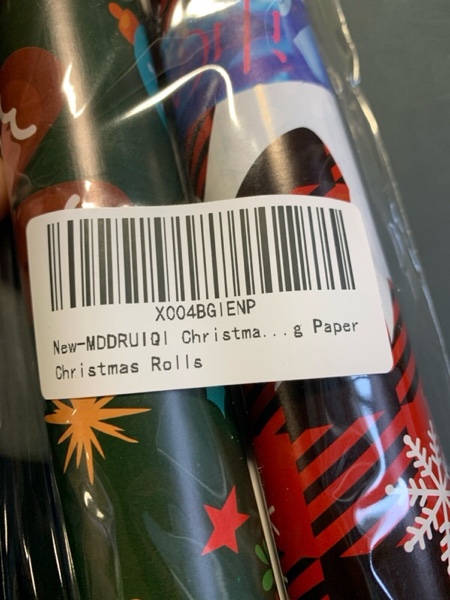 X004BGIENP
New-MDDRUIQI Christma...g Paper
Christmas Rolls